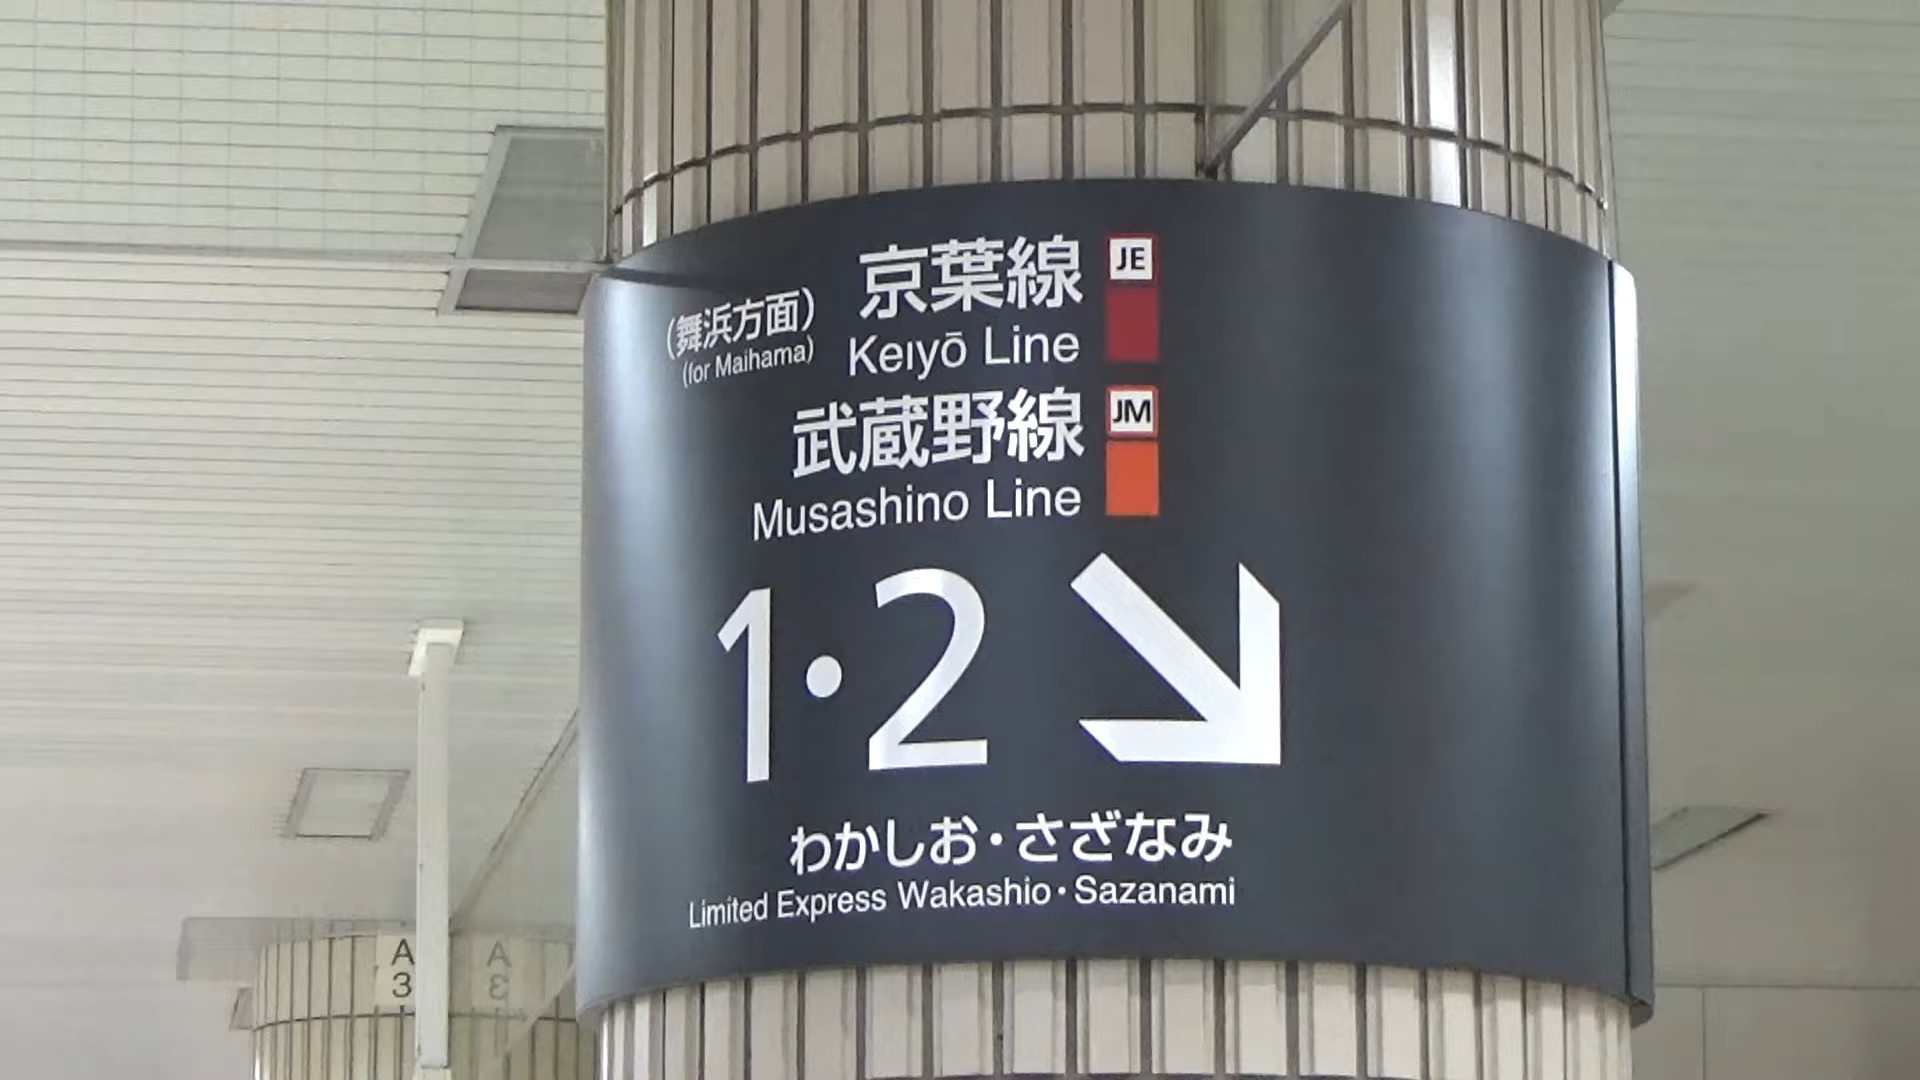 京葉線 JE
(舞浜方面)
Keiyō Line
(for Maihama)
武蔵野線 JM
Musashino Line
1・2
わかしお・さざなみ
Limited Express Wakashio・Sazanami
A
3
A
3